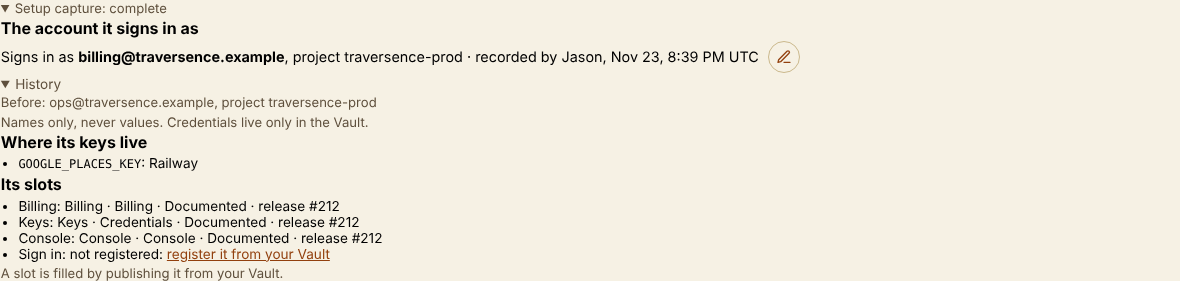 ▼ Setup capture: complete
The account it signs in as
Signs in as billing@traversence.example, project traversence-prod · recorded by Jason, Nov 23, 8:39 PM UTC
▼ History
Before: ops@traversence.example, project traversence-prod
Names only, never values. Credentials live only in the Vault.
Where its keys live
• GOOGLE_PLACES_KEY: Railway
Its slots
• Billing: Billing · Billing · Documented · release #212
• Keys: Keys · Credentials · Documented · release #212
• Console: Console · Console · Documented · release #212
• Sign in: not registered: register it from your Vault
A slot is filled by publishing it from your Vault.